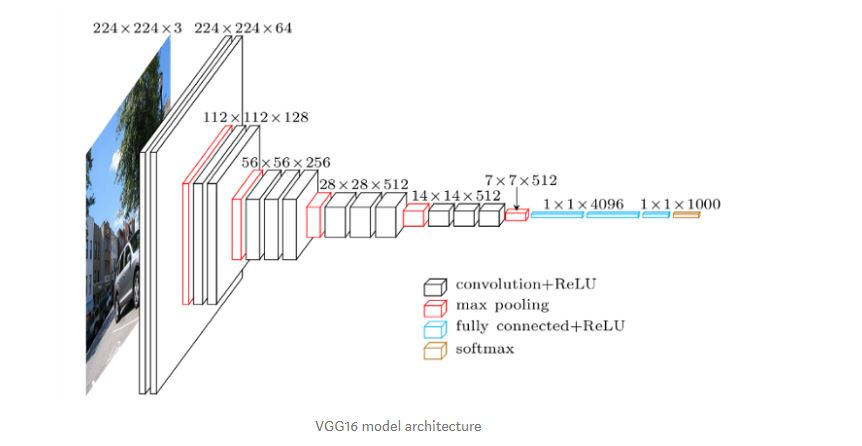 224×224×3 224×224×64
112×112×128
56×56×256
28×28×512
14×14×512
7×7×512
1×1×4096 1×1×1000
convolution+ReLU
max pooling
fully connected+ReLU
softmax
VGG16 model architecture